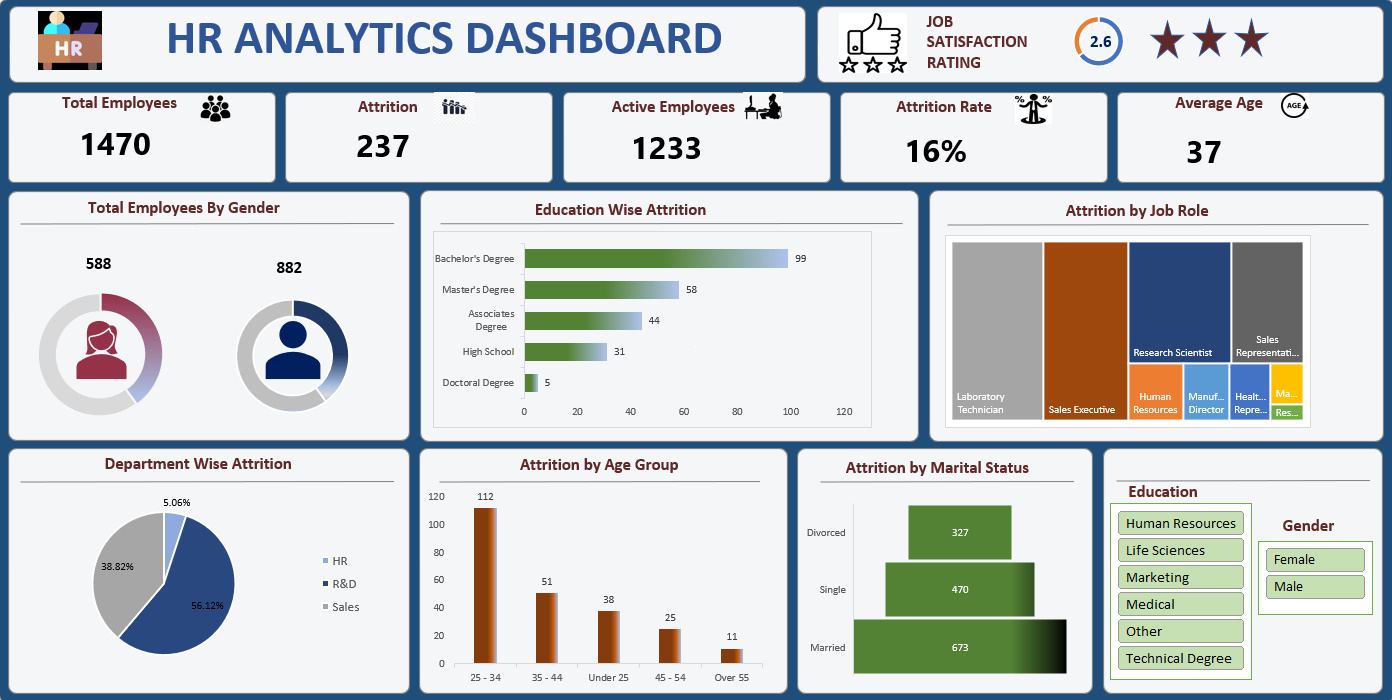 HR
HR ANALYTICS DASHBOARD
JOB
SATISFACTION
RATING
2.6
Total Employees
1470
Attrition
237
Active Employees
1233
Attrition Rate
% %
16%
Average Age
AGE
37
Total Employees By Gender
588
882
Education Wise Attrition
Bachelor's Degree
99
Master's Degree
58
Associates
Degree
44
High School
31
Doctoral Degree
5
0 20 40 60 80 100 120
Attrition by Job Role
Laboratory
Technician
Sales Executive
Research Scientist
Sales
Representati...
Human
Resources
Manuf...
Director
Healt...
Repre...
Ma...
Res...
Department Wise Attrition
5.06%
38.82%
56.12%
HR
R&D
Sales
Attrition by Age Group
120
100
80
60
40
20
0
112
51
38
25
11
25 - 34
35 - 44
Under 25
45 - 54
Over 55
Attrition by Marital Status
Divorced
327
Single
470
Married
673
Education
Human Resources
Life Sciences
Marketing
Medical
Other
Technical Degree
Gender
Female
Male